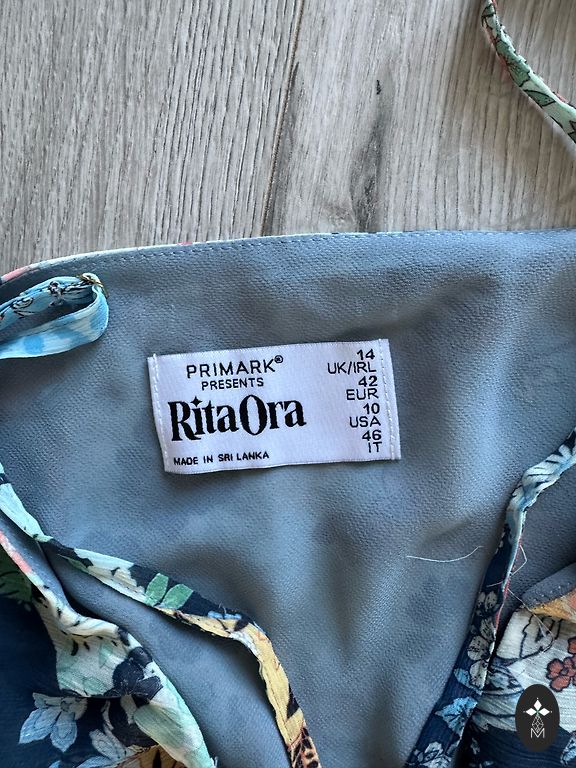 PRIMARK®
PRESENTS
RitaOra
MADE IN SRI LANKA
14
UK/IRL
42
EUR
10
USA
46
IT
M